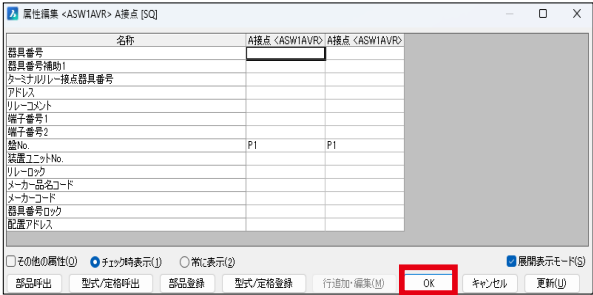 属性編集 <ASW1AVR> A接点 [SQ]
名称 A接点 <ASW1AVR> A接点 <ASW1AVR>
器具番号
器具番号補助1
ターミナルリレー接点器具番号
アドレス
リレーコメント
端子番号1
端子番号2
盤No. P1 P1
装置ユニットNo.
リレーロック
メーカー品名コード
メーカーコード
器具番号ロック
配置アドレス
その他の属性(O) チェック時表示(1) 常に表示(2) 展開表示モード(S)
部品呼出 型式/定格呼出 部品登録 型式/定格登録 行追加・編集(M) OK キャンセル 更新(U)